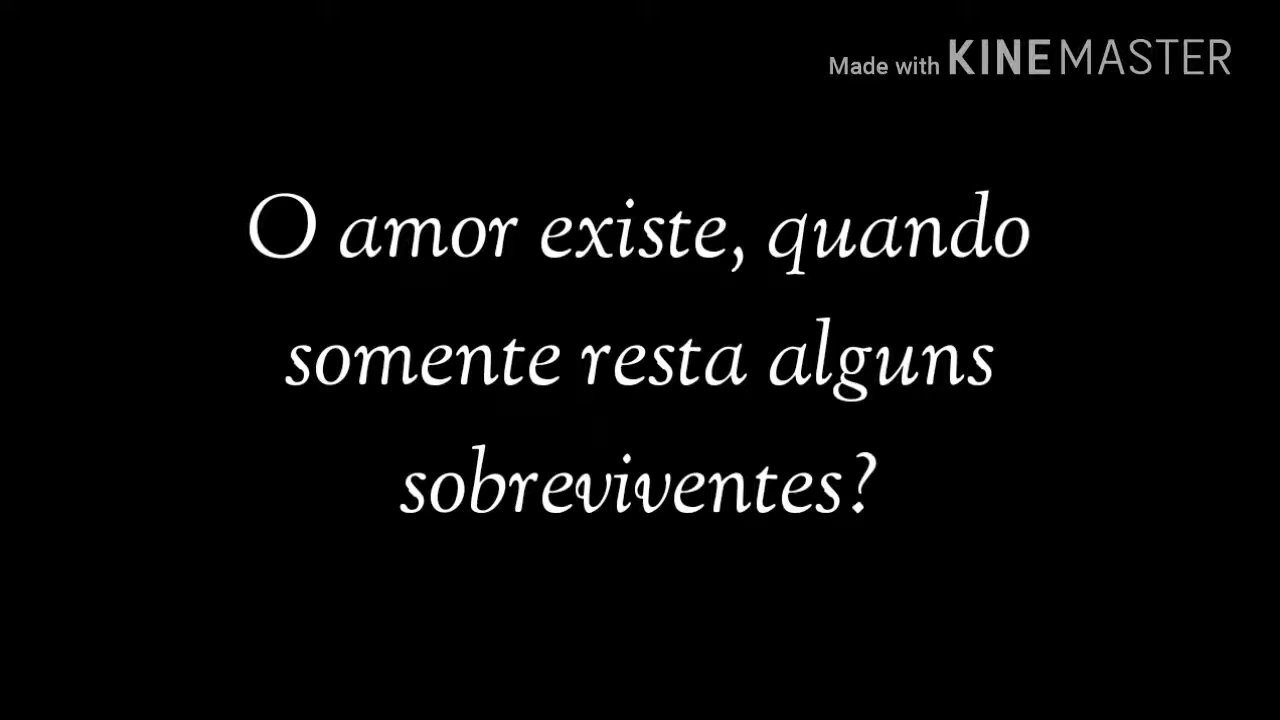 Made with KINEMASTER
O amor existe, quando
somente resta alguns
sobreviventes?